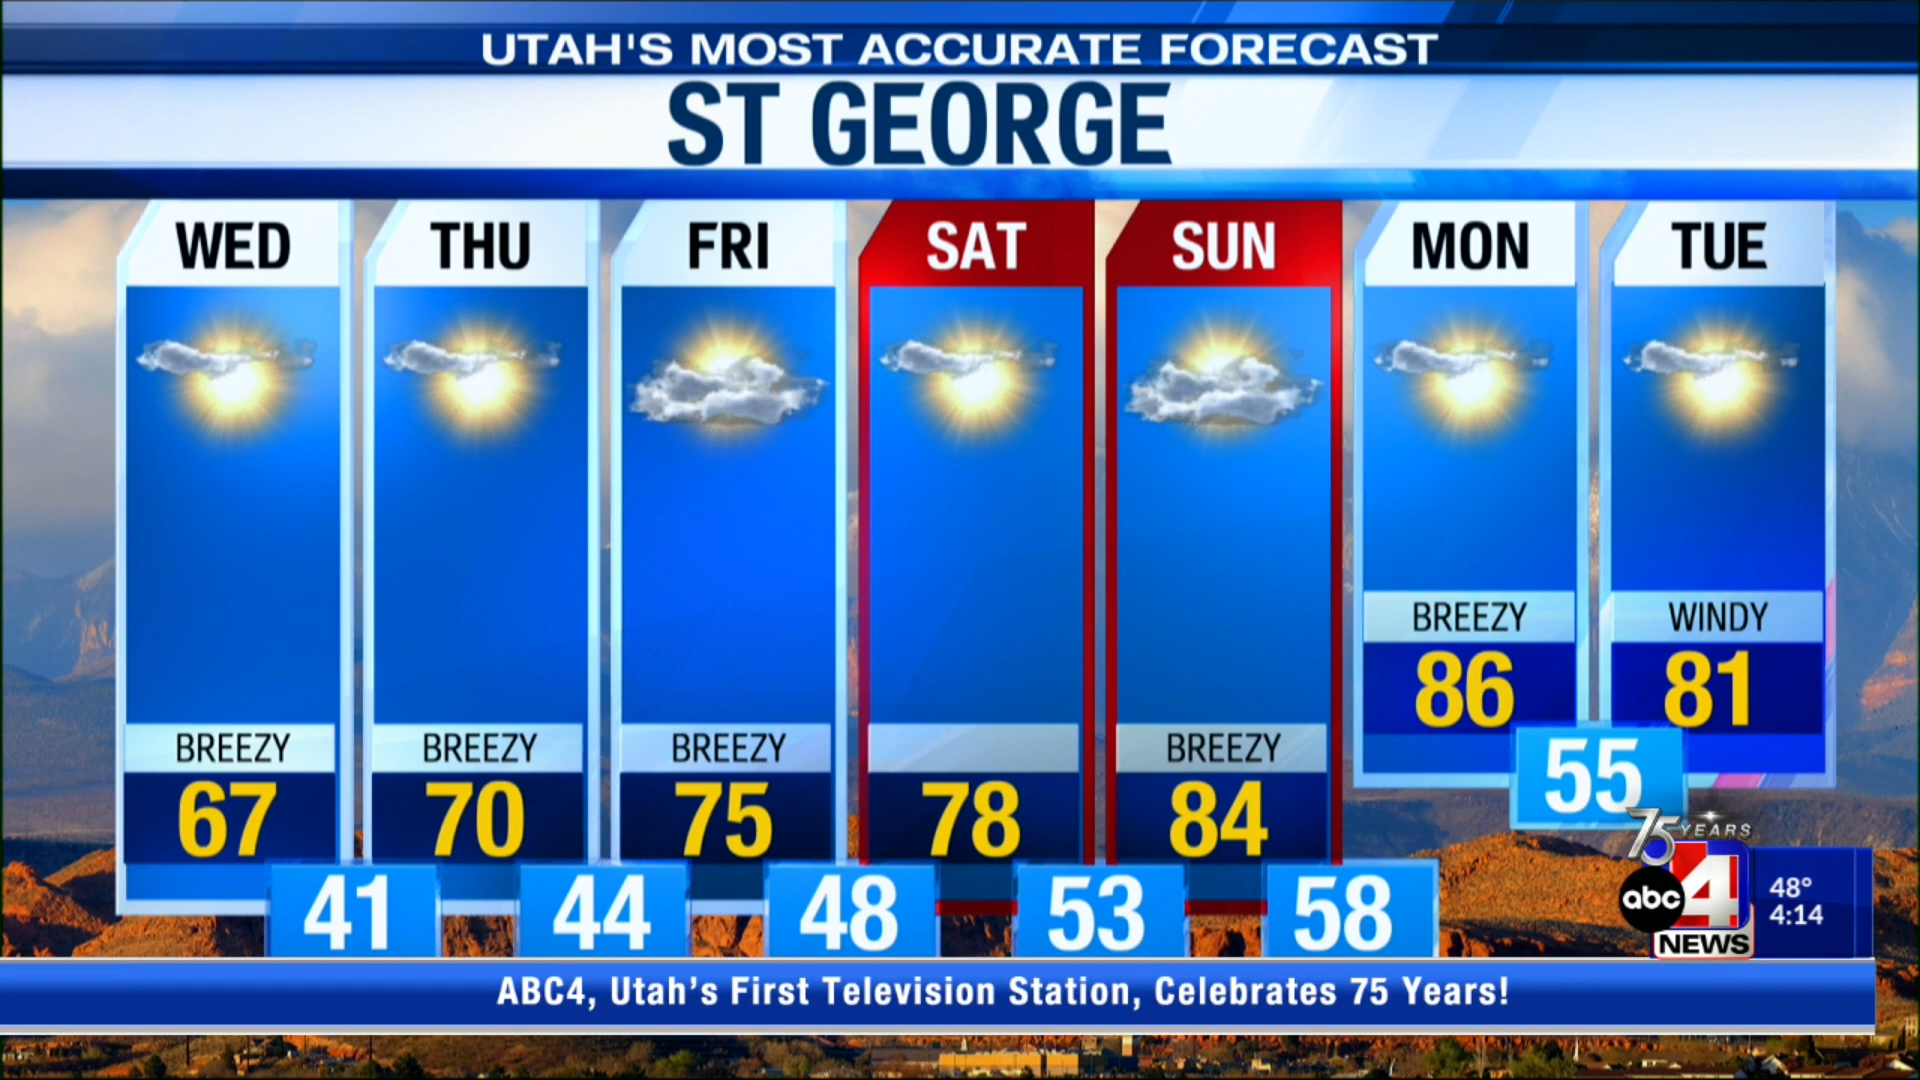 UTAH'S MOST ACCURATE FORECAST
ST GEORGE
WED THU FRI SAT SUN MON TUE
BREEZY WINDY
86 81
BREEZY BREEZY BREEZY BREEZY
55
67 70 75 78 84
75 YEARS
41 44 48 53 58
abc 4
NEWS
48°
4:14
ABC4, Utah's First Television Station, Celebrates 75 Years!